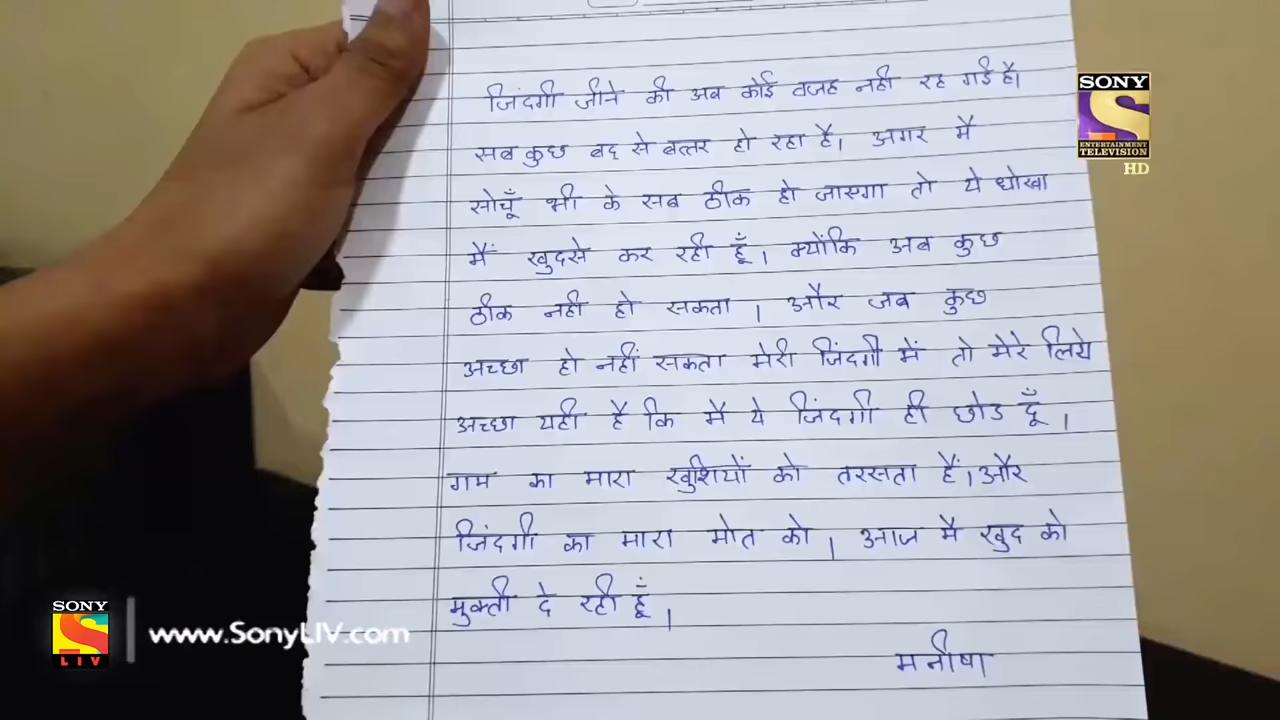 जिंदगी जीने की अब कोई वजह नही रह गई है।
सब कुछ बद से बत्तर हो रहा है। अगर मै
सोचूँ भी के सब ठीक हो जाएगा तो ये धोखा
मैं खुदसे कर रही हूँ। क्योंकि अब कुछ
ठीक नही हो सकता । और जब कुछ
अच्छा हो नहीं सकता मेरी जिंदगी में तो मेरे लिये
अच्छा यही है कि मै ये जिंदगी ही छोड दूँ ।
गम का मारा खुशियों को तरसता हैं। और
जिंदगी का मारा मोत को । आज मै खुद को
मुक्ती दे रही हूँ ।
मनीषा
SONY
ENTERTAINMENT
TELEVISION
HD
SONY
LIV
www.SonyLIV.com